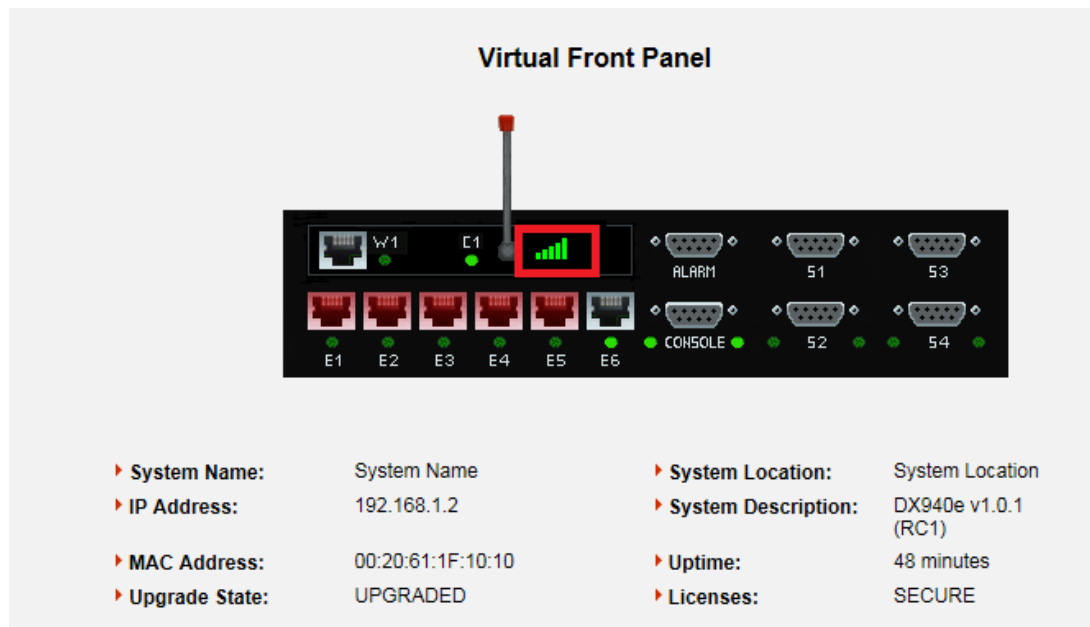 Virtual Front Panel
W1
C1
ALARM
S1
S3
E1
E2
E3
E4
E5
E6
CONSOLE
S2
S4
System Name:
System Name
System Location:
System Location
IP Address:
192.168.1.2
System Description:
DX940e v1.0.1
(RC1)
MAC Address:
00:20:61:1F:10:10
Uptime:
48 minutes
Upgrade State:
UPGRADED
Licenses:
SECURE